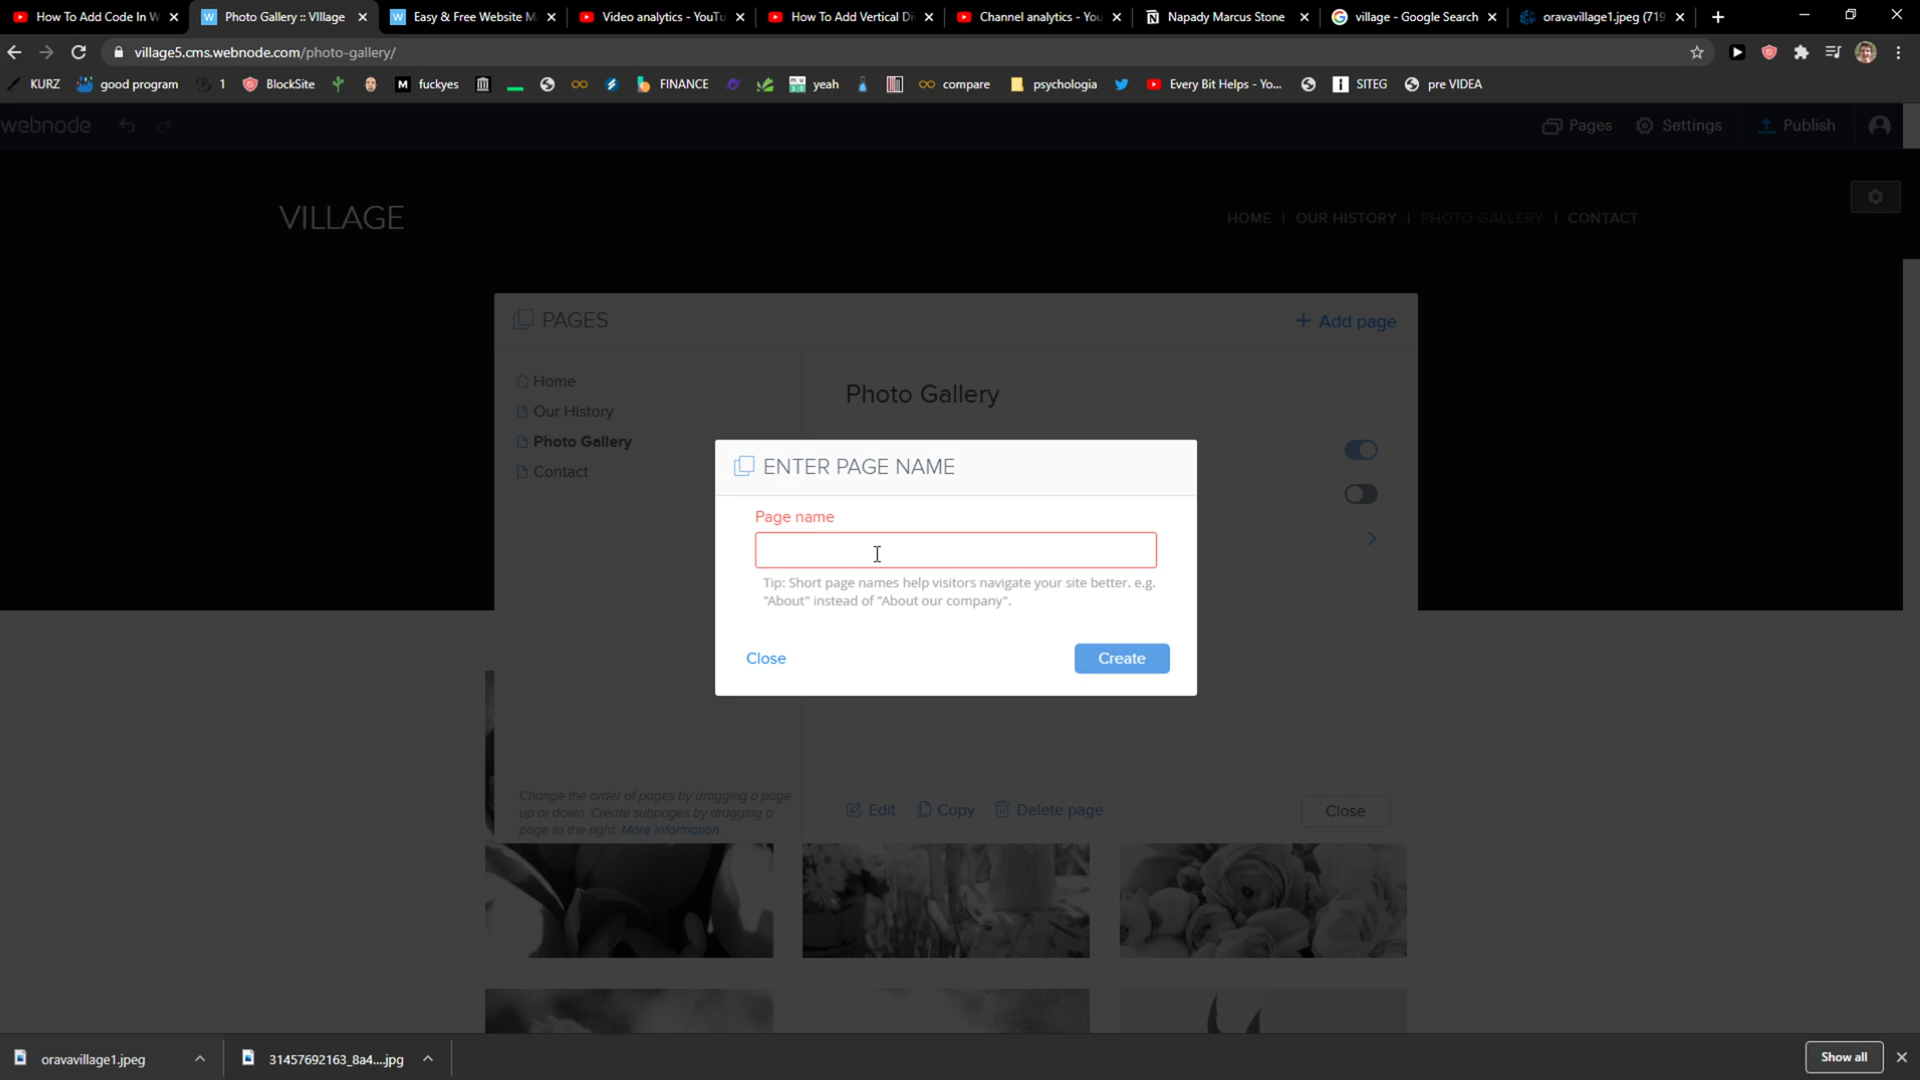 How To Add Code In W
Photo Gallery :: VIllage
Easy & Free Website M
Video analytics - YouTu
How To Add Vertical Di
Channel analytics - You
Napady Marcus Stone
village - Google Search
oravavillage1.jpeg (719
village5.cms.webnode.com/photo-gallery/
KURZ
good program
1
BlockSite
fuckyes
FINANCE
yeah
compare
psychologia
Every Bit Helps - Yo...
SITEG
pre VIDEA
webnode
Pages
Settings
Publish
VILLAGE
HOME | OUR HISTORY | PHOTO GALLERY | CONTACT
PAGES
+ Add page
Home
Our History
Photo Gallery
Contact
Photo Gallery
ENTER PAGE NAME
Page name
Tip: Short page names help visitors navigate your site better. e.g.
"About" instead of "About our company".
Close
Create
Change the order of pages by dragging a page
up or down. Create subpages by dragging a
page to the right. More information.
Edit
Copy
Delete page
Close
oravavillage1.jpeg
31457692163_8a4....jpg
Show all